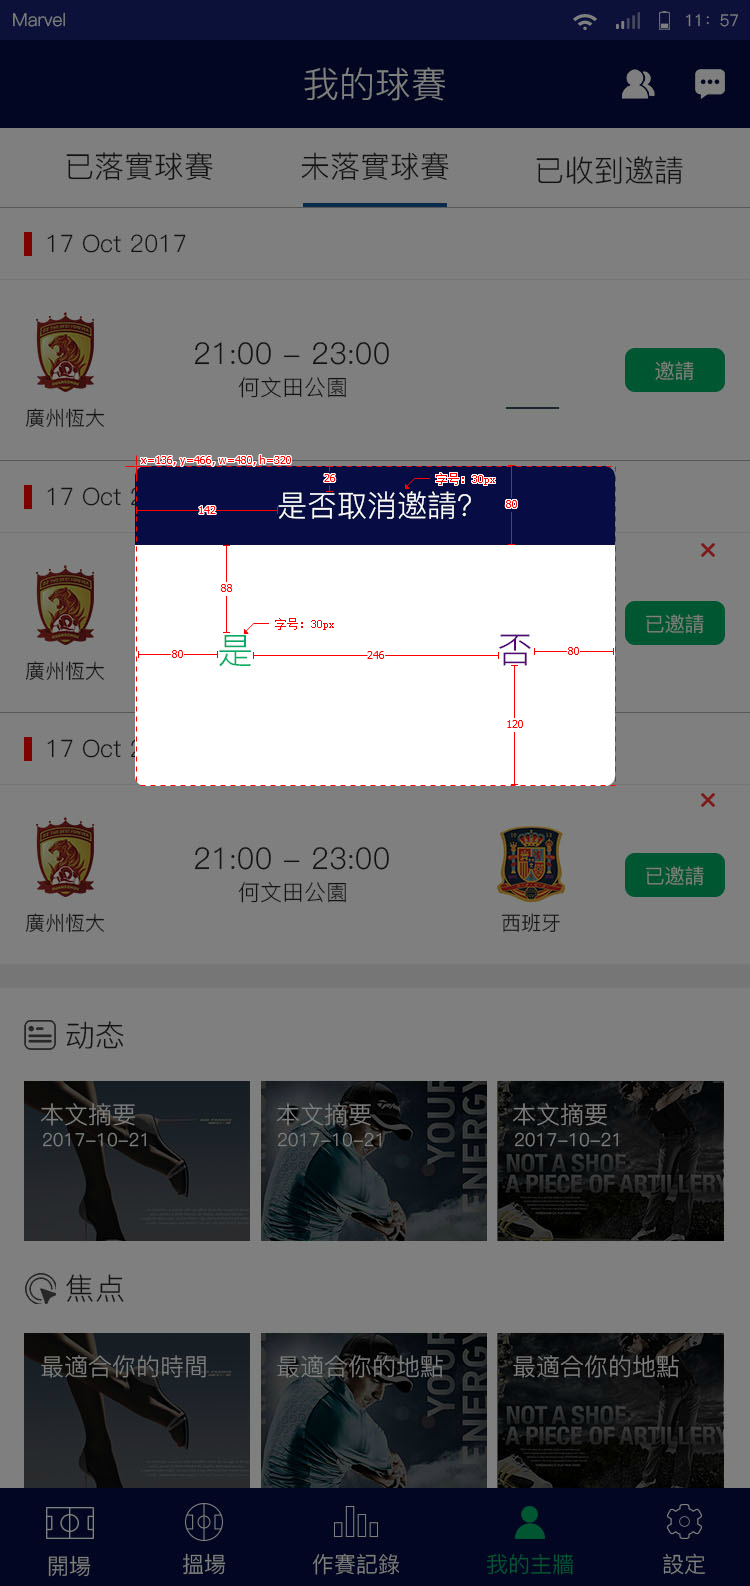 Marvel
11: 57
我的球賽
已落實球賽
未落實球賽
已收到邀請
17 Oct 2017
21:00 – 23:00
何文田公園
廣州恆大
邀請
x=136,y=466,w=480,h=320
17 Oct 2
26
字号: 30px
142
是否取消邀請?
80
88
字号: 30px
80
是
246
否
80
120
已邀請
廣州恆大
17 Oct 2
21:00 – 23:00
何文田公園
廣州恆大
西班牙
已邀請
动态
本文摘要
2017-10-21
本文摘要
2017-10-21
YOUR
ENERGY
本文摘要
2017-10-21
NOT A SHOE,
A PIECE OF ARTILLERY
焦点
最適合你的時間
最適合你的地點
YOUR
ENERGY
最適合你的地點
NOT A SHOE,
A PIECE OF ARTILLERY
開場
搵場
作賽記錄
我的主牆
設定